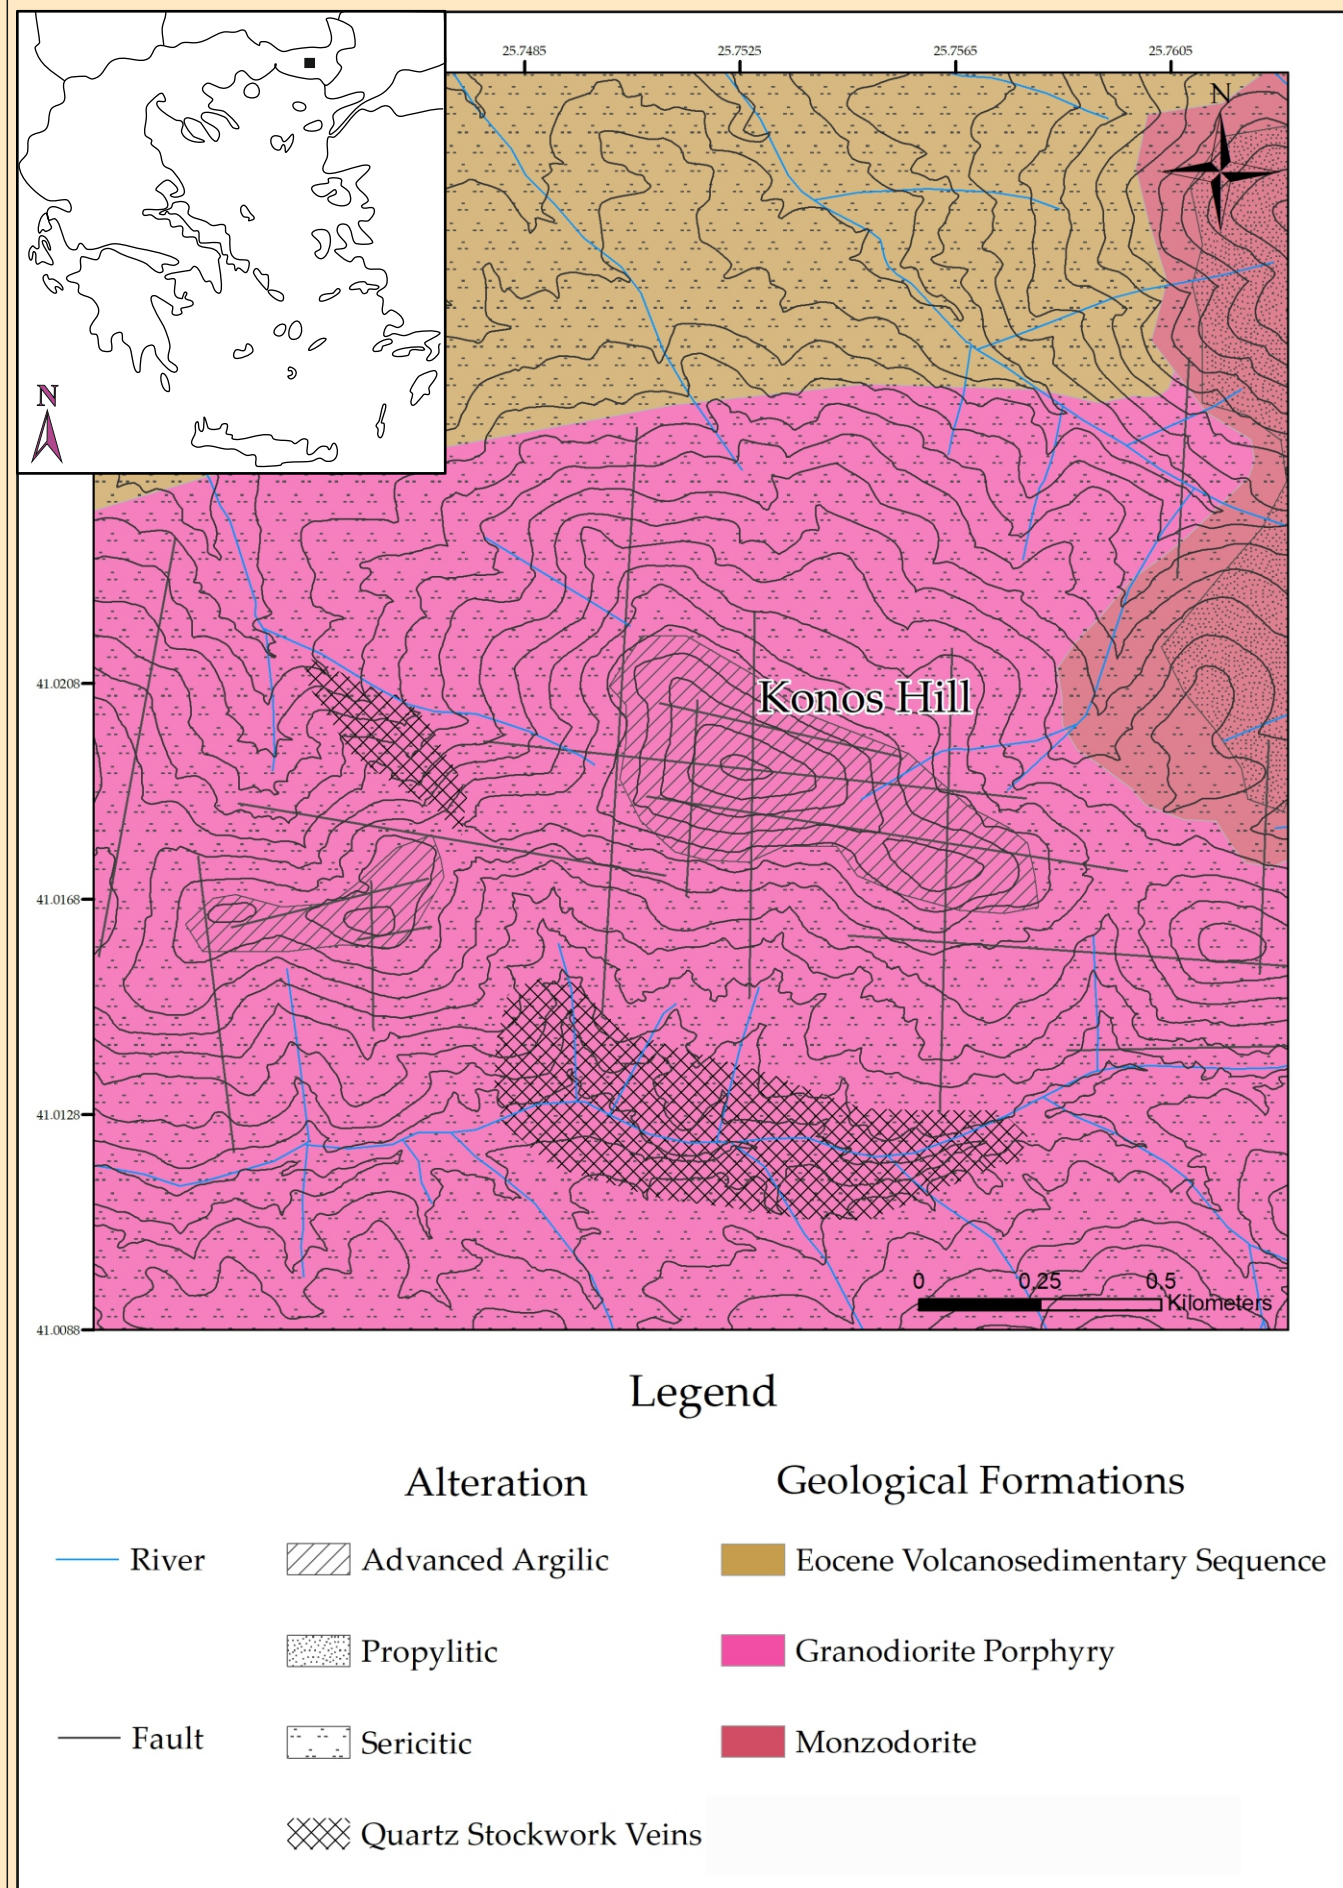 25.7485 25.7525 25.7565 25.7605
N
N
41.0208
Konos Hill
41.0168
41.0128
0 0.25 0.5
Kilometers
41.0088
Legend
Alteration Geological Formations
River Advanced Argilic Eocene Volcanosedimentary Sequence
Propylitic Granodiorite Porphyry
Fault Sericitic Monzodorite
Quartz Stockwork Veins